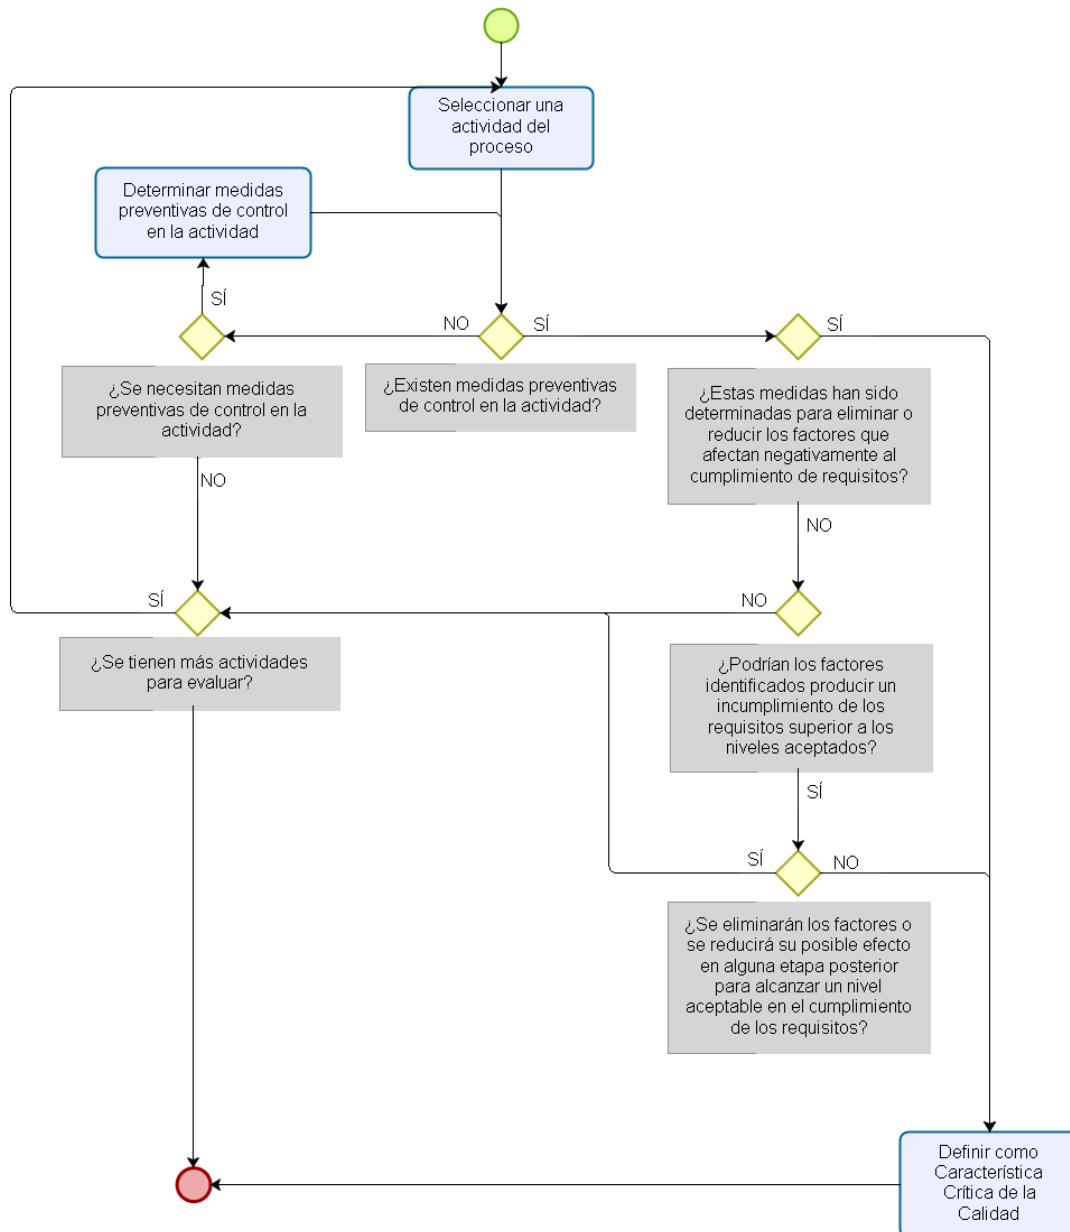 Seleccionar una
actividad del
proceso
Determinar medidas
preventivas de control
en la actividad
SÍ
NO
SÍ
SÍ
¿Se necesitan medidas
preventivas de control en la
actividad?
¿Existen medidas preventivas
de control en la actividad?
¿Estas medidas han sido
determinadas para eliminar o
reducir los factores que
afectan negativamente al
cumplimiento de requisitos?
NO
NO
SÍ
NO
¿Se tienen más actividades
para evaluar?
¿Podrían los factores
identificados producir un
incumplimiento de los
requisitos superior a los
niveles aceptados?
SÍ
SÍ
NO
¿Se eliminarán los factores o
se reducirá su posible efecto
en alguna etapa posterior
para alcanzar un nivel
aceptable en el cumplimiento
de los requisitos?
Definir como
Característica
Crítica de la
Calidad